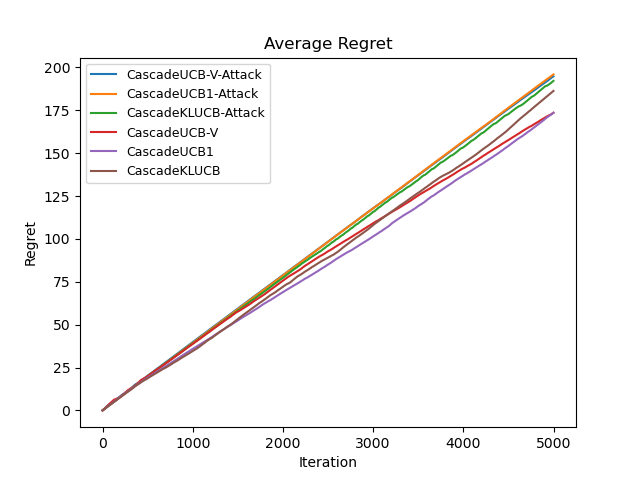 Average Regret
200
175
150
125
100
75
50
25
0
Regret
CascadeUCB-V-Attack
CascadeUCB1-Attack
CascadeKLUCB-Attack
CascadeUCB-V
CascadeUCB1
CascadeKLUCB
0 1000 2000 3000 4000 5000
Iteration